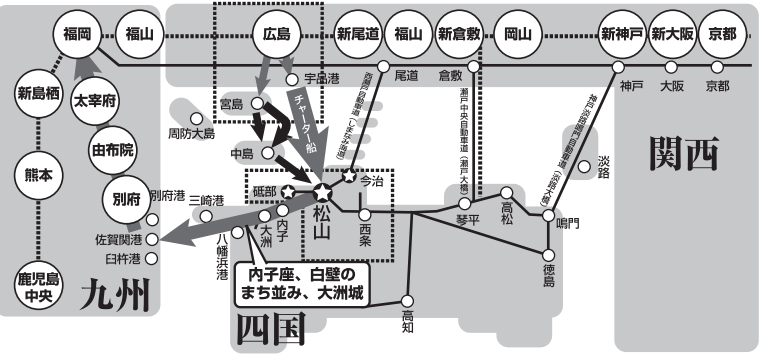 福岡
福山
広島
新尾道
福山
新倉敷
岡山
新神戸
新大阪
京都
新鳥栖
太宰府
由布院
熊本
別府
鹿児島
中央
九州
宇品港
宮島
周防大島
中島
チャーター船
西瀬戸自動車道（しまなみ海道）
尾道
倉敷
瀬戸中央自動車道（瀬戸大橋）
神戸淡路鳴門自動車道（淡路大橋）
神戸
大阪
京都
淡路
関西
別府港
三崎港
佐賀関港
臼杵港
八幡浜港
大洲
内子
砥部
松山
今治
西条
琴平
高松
鳴門
徳島
高知
内子座、白壁の
まち並み、大洲城
四国